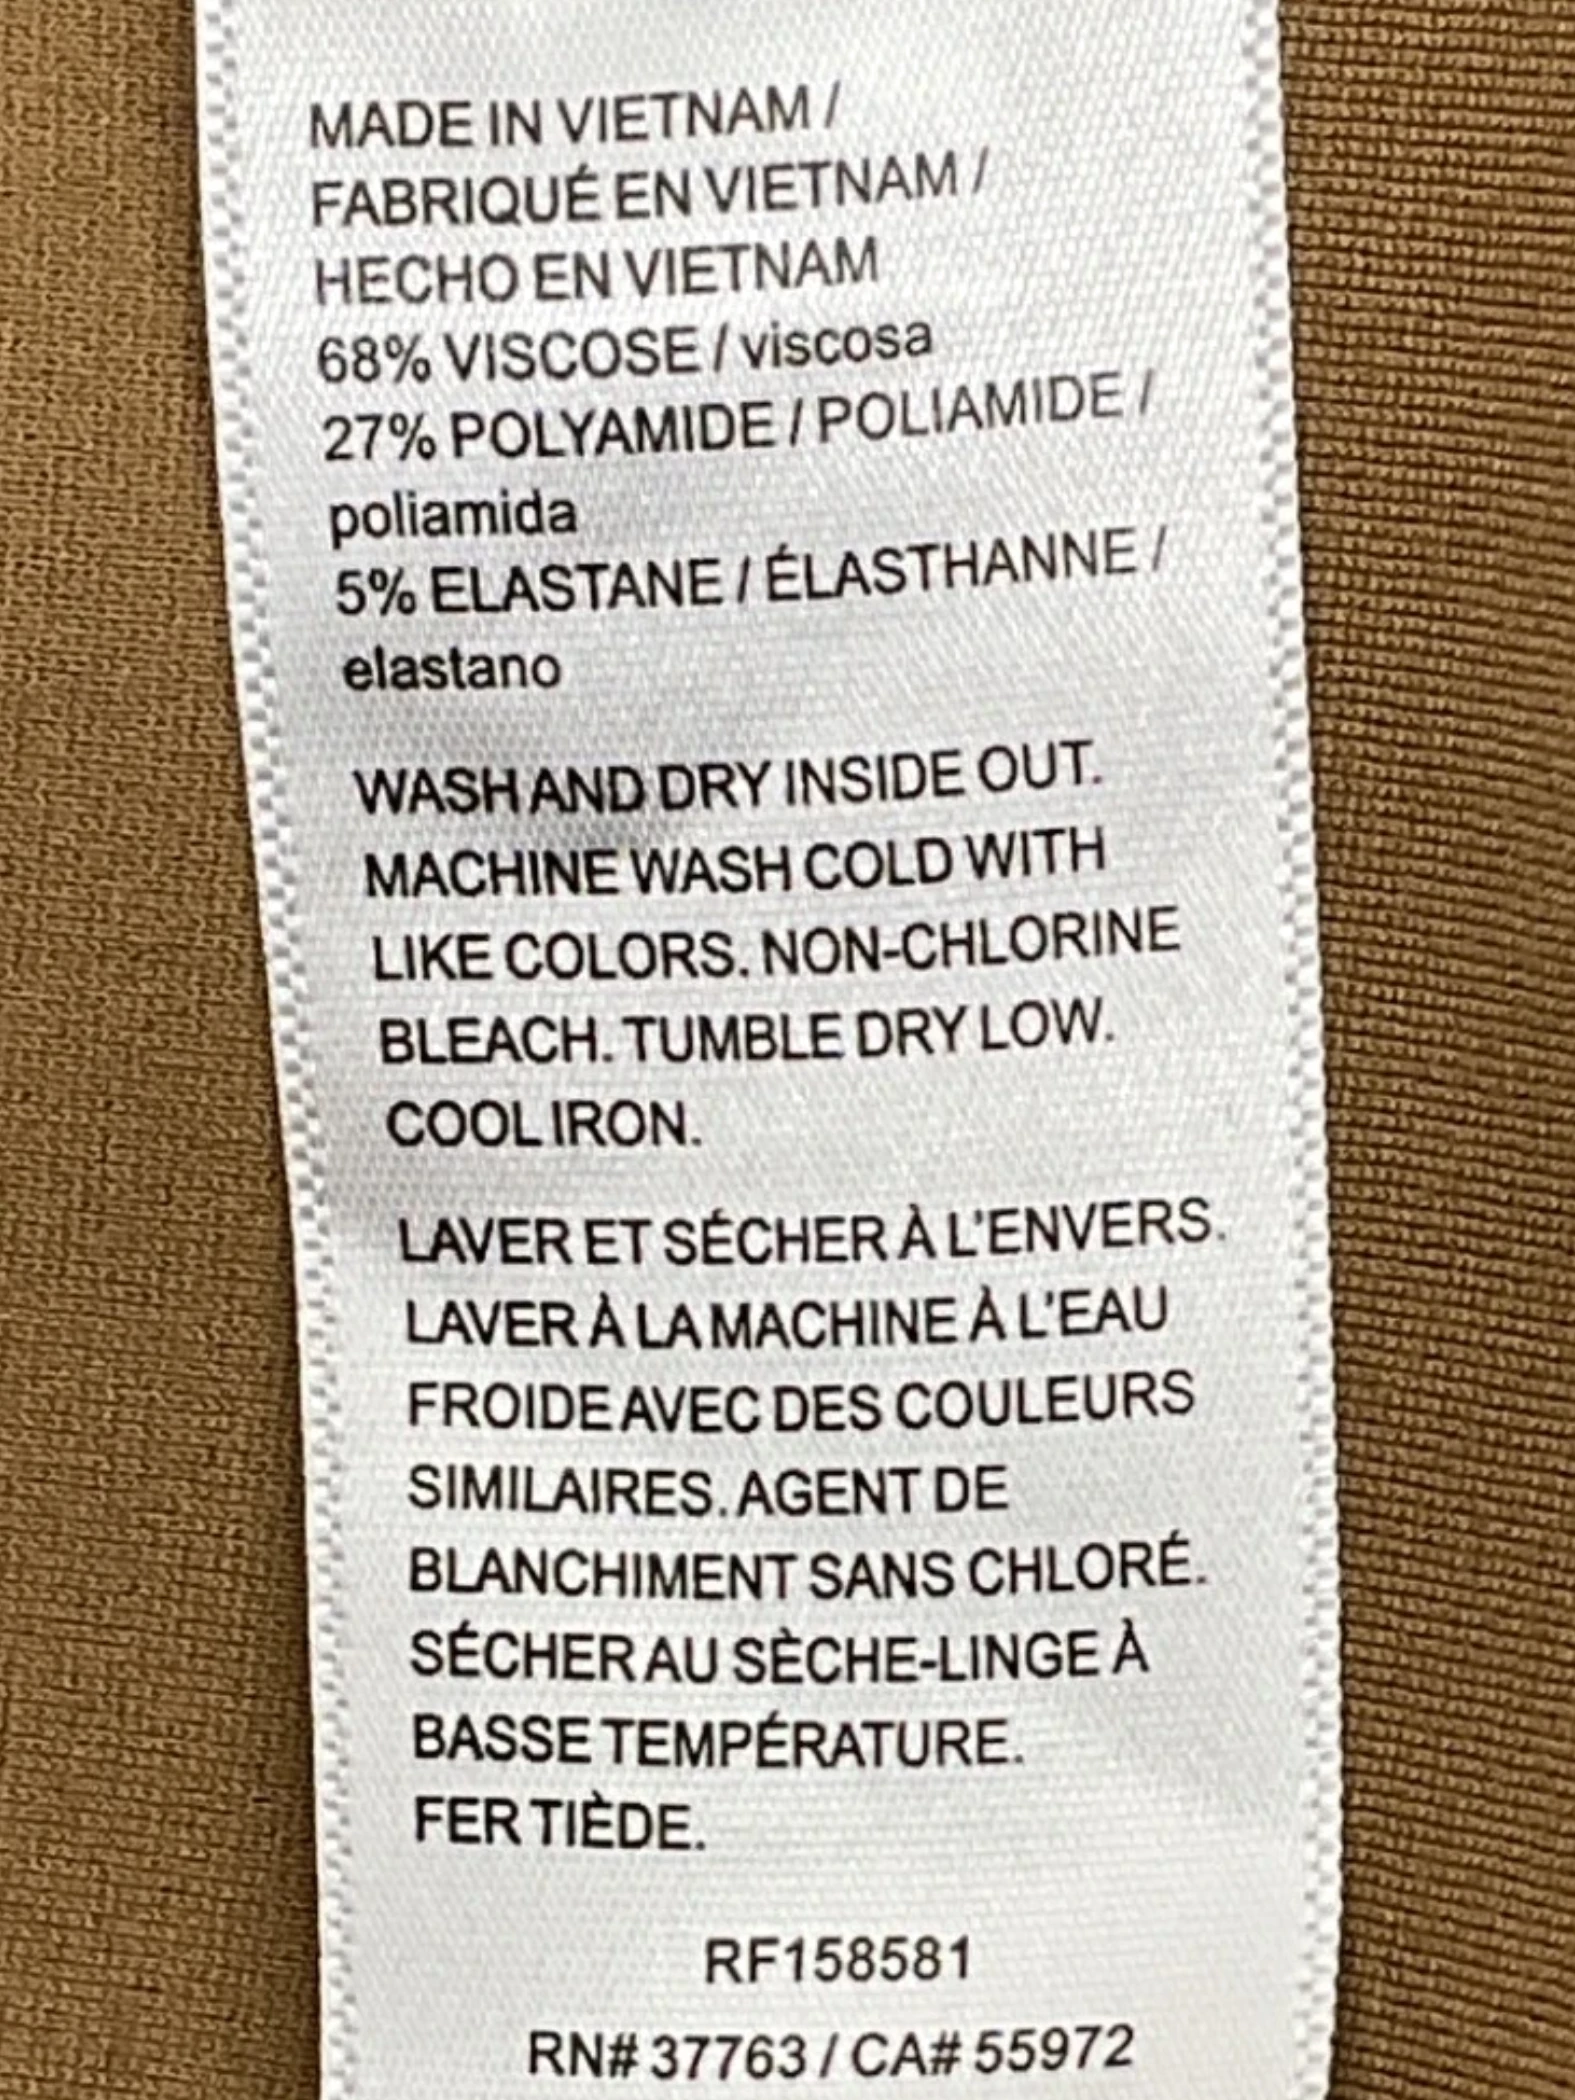 MADE IN VIETNAM /
FABRIQUÉ EN VIETNAM /
HECHO EN VIETNAM
68% VISCOSE / viscosa
27% POLYAMIDE / POLIAMIDE /
poliamida
5% ELASTANE / ÉLASTHANNE /
elastano
WASH AND DRY INSIDE OUT.
MACHINE WASH COLD WITH
LIKE COLORS. NON-CHLORINE
BLEACH. TUMBLE DRY LOW.
COOL IRON.
LAVER ET SÉCHER À L'ENVERS.
LAVER À LA MACHINE À L'EAU
FROIDE AVEC DES COULEURS
SIMILAIRES. AGENT DE
BLANCHIMENT SANS CHLORÉ.
SÉCHER AU SÈCHE-LINGE À
BASSE TEMPÉRATURE.
FER TIÈDE.
RF158581
RN# 37763 / CA# 55972